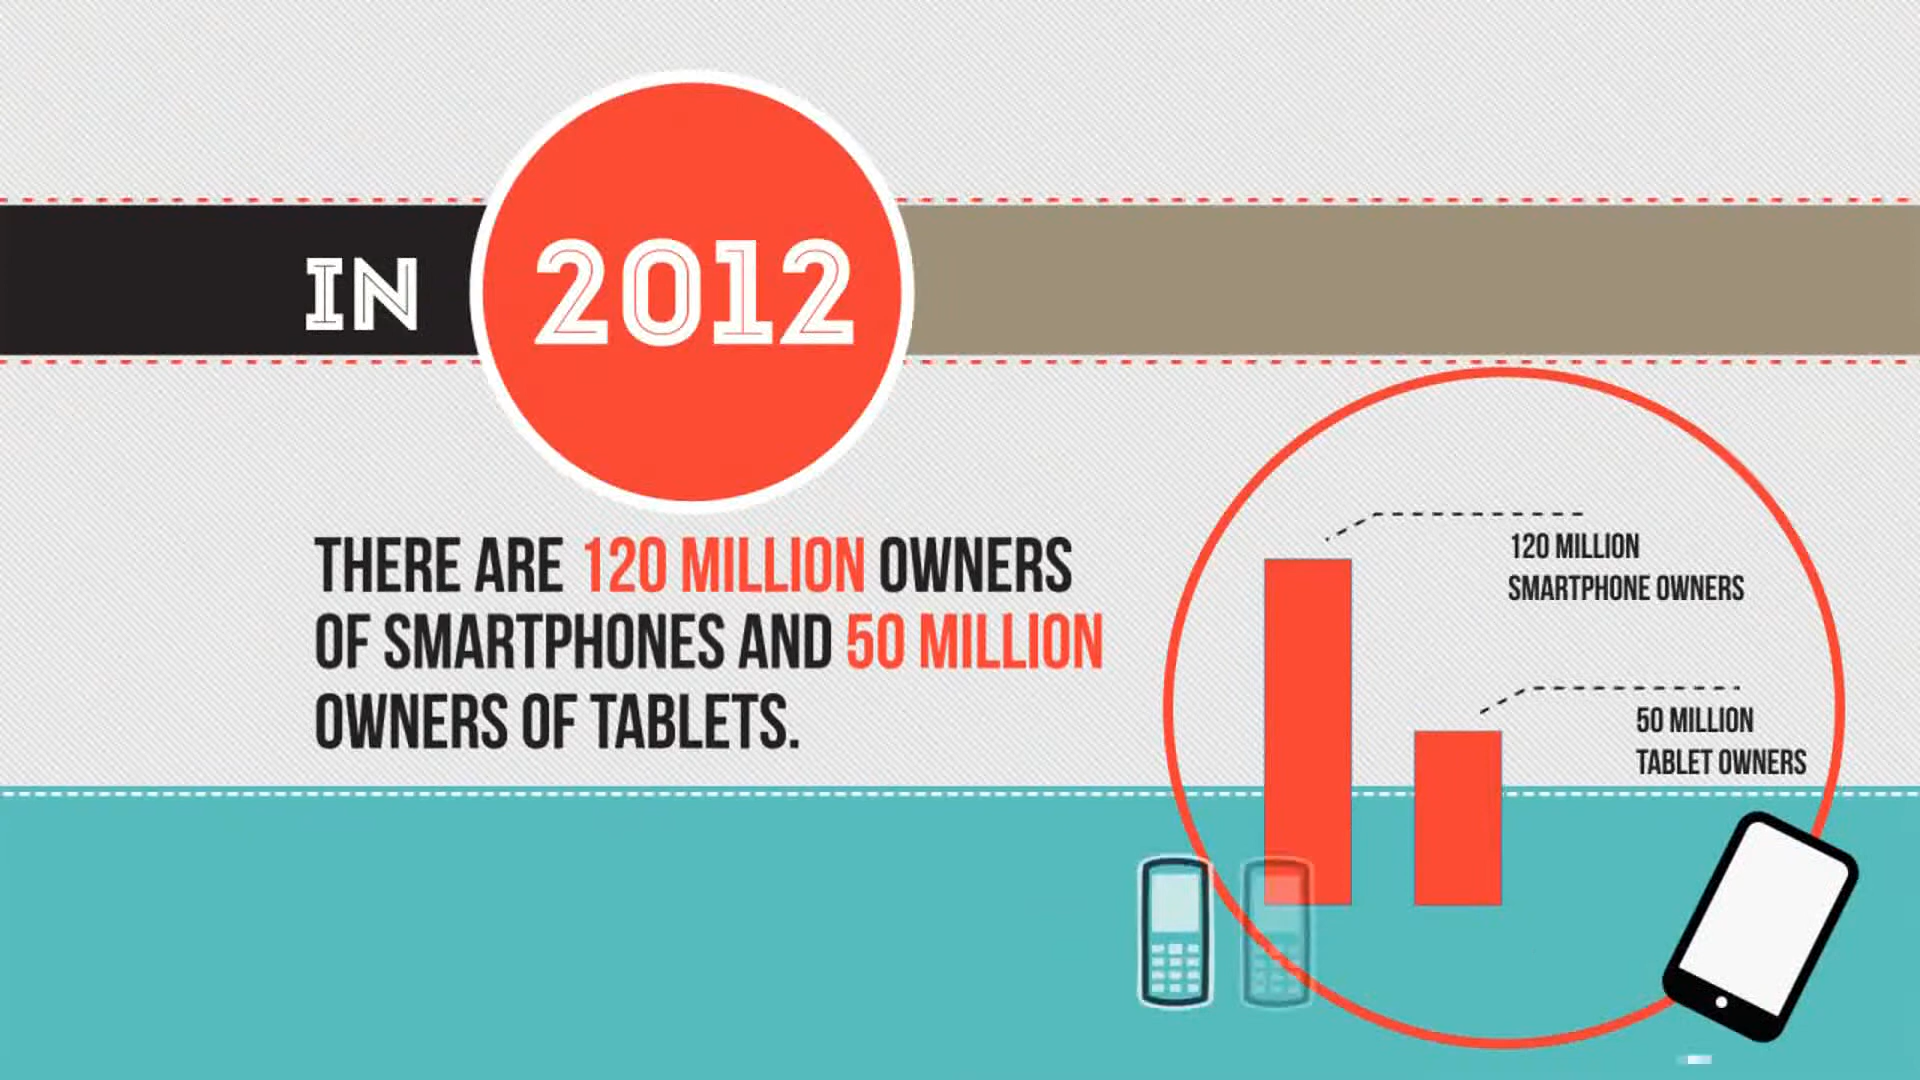 IN 2012
THERE ARE 120 MILLION OWNERS
OF SMARTPHONES AND 50 MILLION
OWNERS OF TABLETS.
120 MILLION
SMARTPHONE OWNERS
50 MILLION
TABLET OWNERS